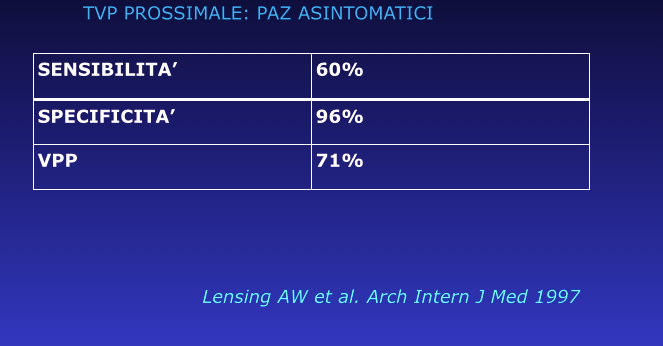 TVP PROSSIMALE: PAZ ASINTOMATICI
SENSIBILITA’ 60%
SPECIFICITA’ 96%
VPP 71%
Lensing AW et al. Arch Intern J Med 1997